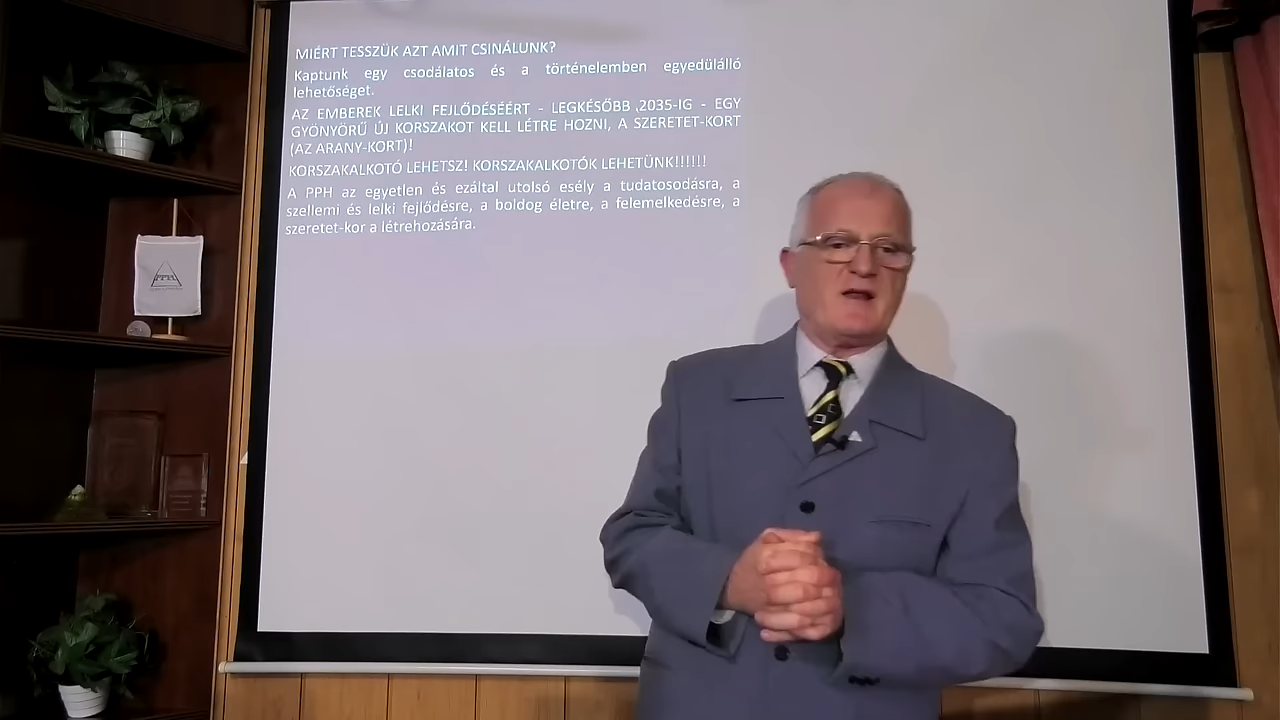 MIÉRT TESSZÜK AZT AMIT CSINÁLUNK?
Kaptunk egy csodálatos és a történelemben egyedülálló
lehetőséget.
AZ EMBEREK LELKI FEJLŐDÉSÉÉRT - LEGKÉSŐBB 2035-IG - EGY
GYÖNYÖRŰ ÚJ KORSZAKOT KELL LÉTRE HOZNI, A SZERETET-KORT
(AZ ARANY-KORT)!
KORSZAKALKOTÓ LEHETSZ! KORSZAKALKOTÓK LEHETÜNK!!!!!!
A PPH az egyetlen és ezáltal utolsó esély a tudatosodásra, a
szellemi és lelki fejlődésre, a boldog életre, a felemelkedésre, a
szeretet-kor a létrehozására.
PPH